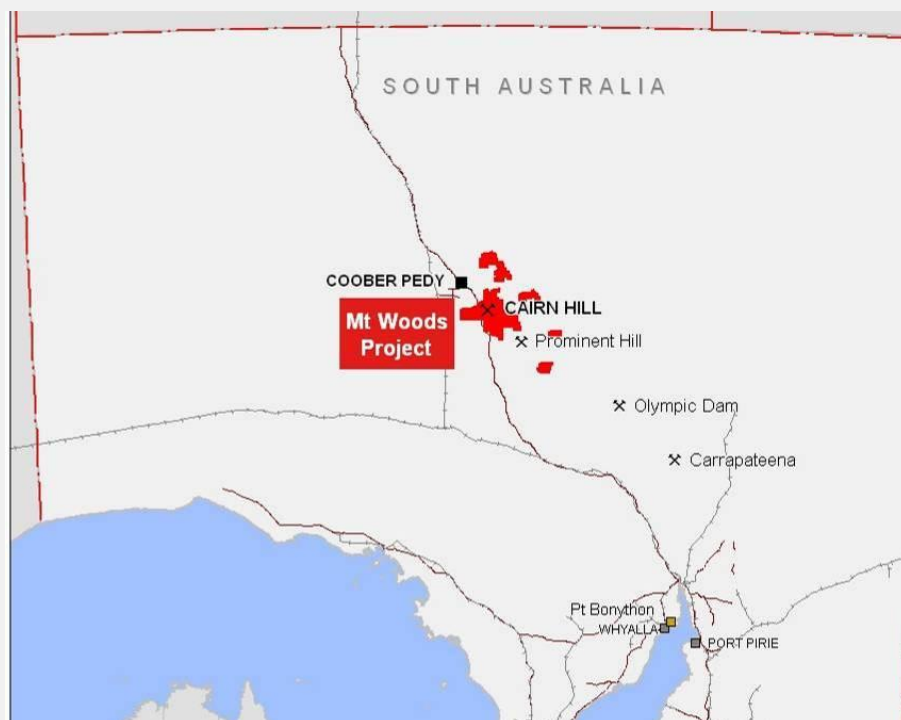 SOUTH AUSTRALIA
COOBER PEDY
Mt Woods
Project
CAIRN HILL
Prominent Hill
Olympic Dam
Carrapateena
Pt Bonython
WHYALLA
PORT PIRIE